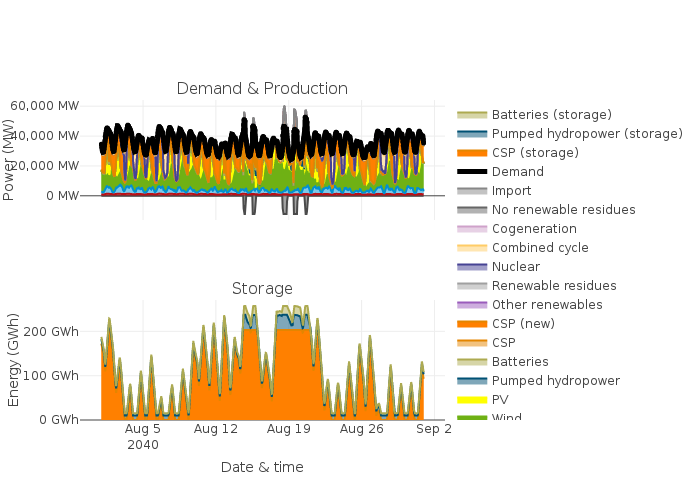 Demand & Production
60,000 MW
40,000 MW
20,000 MW
0 MW
Power (MW)
Storage
200 GWh
100 GWh
0 GWh
Energy (GWh)
Aug 5
2040
Aug 12
Aug 19
Aug 26
Sep 2
Date & time
Batteries (storage)
Pumped hydropower (storage)
CSP (storage)
Demand
Import
No renewable residues
Cogeneration
Combined cycle
Nuclear
Renewable residues
Other renewables
CSP (new)
CSP
Batteries
Pumped hydropower
PV
Wind